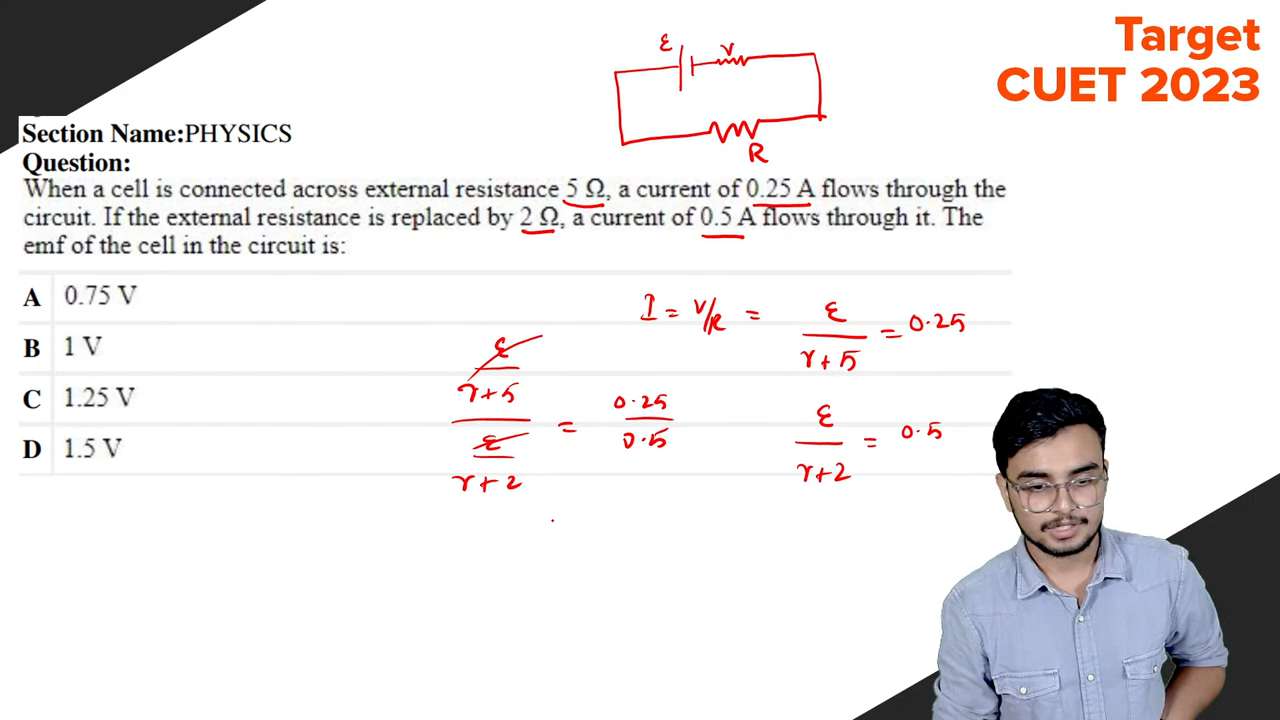 Target
CUET 2023
ε
r
R
Section Name:PHYSICS
Question:
When a cell is connected across external resistance 5 Ω, a current of 0.25 A flows through the
circuit. If the external resistance is replaced by 2 Ω, a current of 0.5 A flows through it. The
emf of the cell in the circuit is:
A 0.75 V
B 1 V
C 1.25 V
D 1.5 V
I = V/R = ε/r+5 = 0.25
ε/r+5 / ε/r+2 = 0.25/0.5
ε/r+2 = 0.5